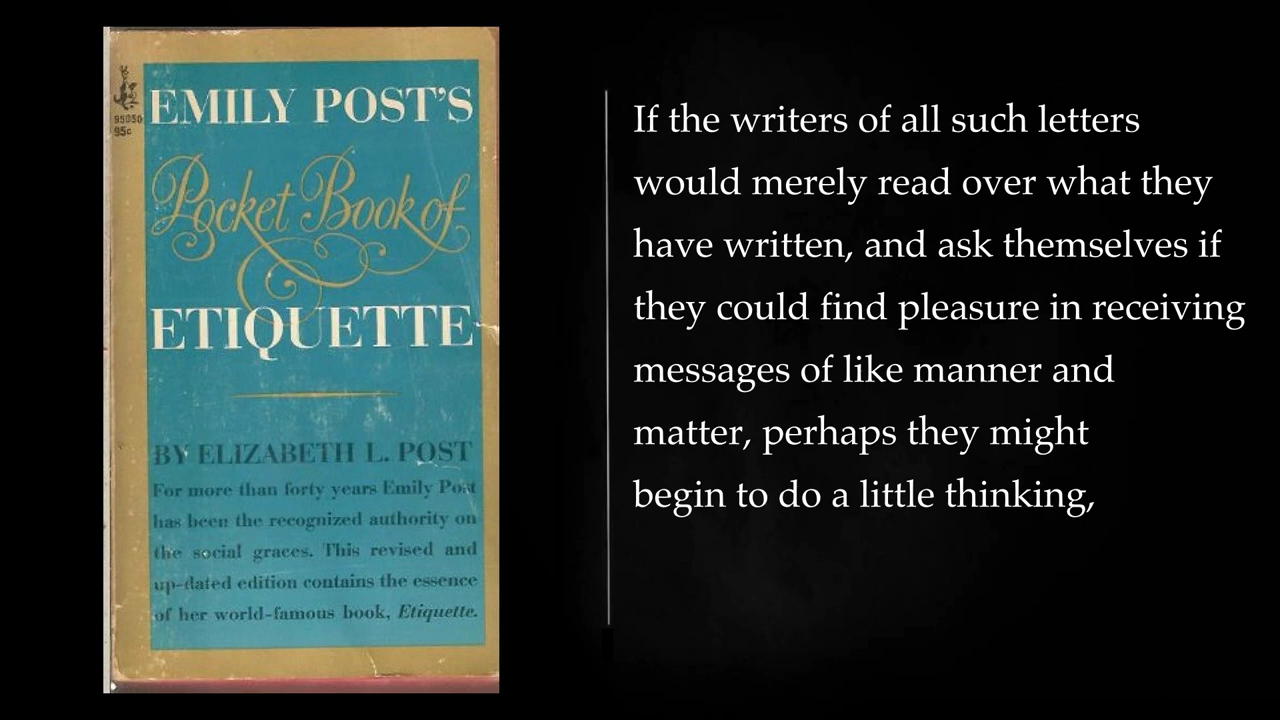 95050
95c
EMILY POST'S
Pocket Book of
ETIQUETTE
BY ELIZABETH L. POST
For more than forty years Emily Post
has been the recognized authority on
the social graces. This revised and
up-dated edition contains the essence
of her world-famous book, Etiquette.
If the writers of all such letters
would merely read over what they
have written, and ask themselves if
they could find pleasure in receiving
messages of like manner and
matter, perhaps they might
begin to do a little thinking,